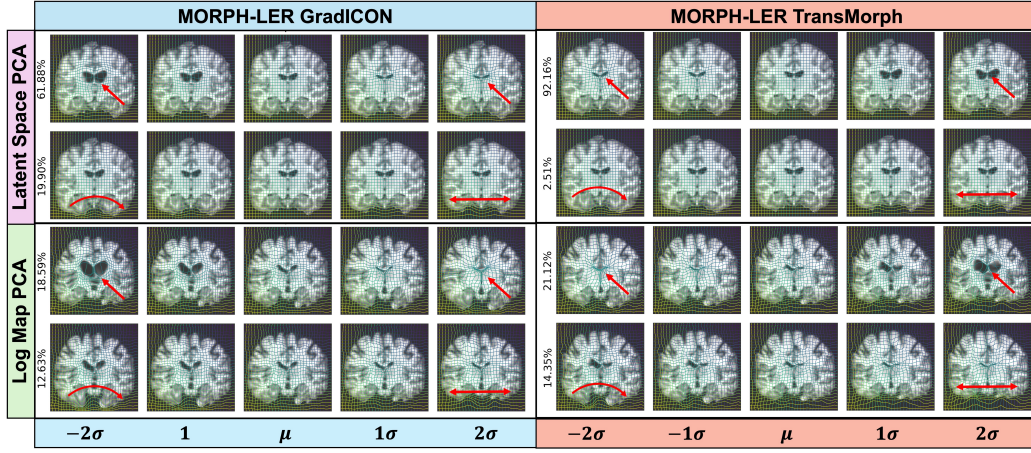 MORPH-LER GradICON
MORPH-LER TransMorph
Latent Space PCA
61.88%
92.16%
19.90%
2.51%
Log Map PCA
18.59%
21.12%
12.63%
14.35%
−2σ 1 μ 1σ 2σ
−2σ −1σ μ 1σ 2σ